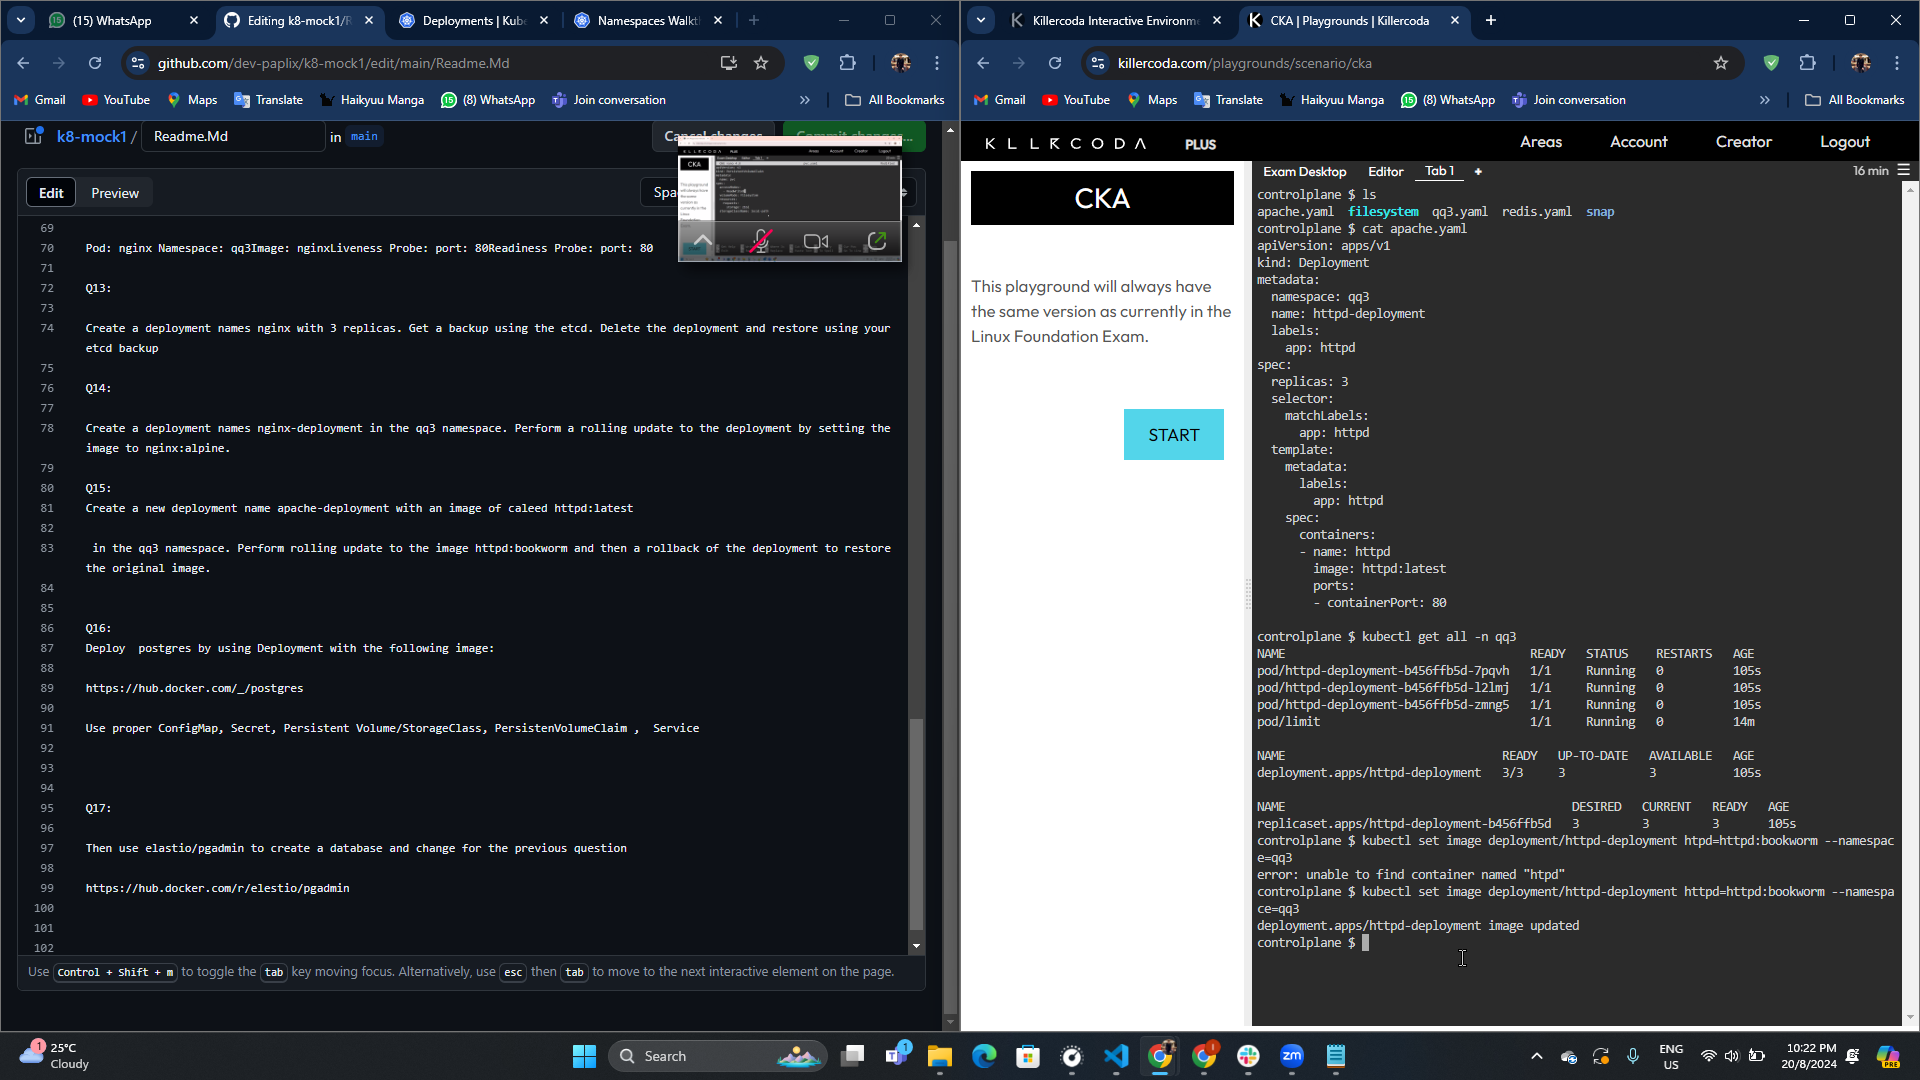 (15) WhatsApp
Editing k8-mock1/R
Deployments | Kube
Namespaces Walkt
github.com/dev-paplix/k8-mock1/edit/main/Readme.Md
Gmail
YouTube
Maps
Translate
Haikyuu Manga
(8) WhatsApp
Join conversation
»
All Bookmarks
k8-mock1 / Readme.Md in main
Cancel changes
Commit changes...
Edit
Preview
Spa
69
70 Pod: nginx Namespace: qq3Image: nginxLiveness Probe: port: 80Readiness Probe: port: 80
71
72 Q13:
73
74 Create a deployment names nginx with 3 replicas. Get a backup using the etcd. Delete the deployment and restore using your
etcd backup
75
76 Q14:
77
78 Create a deployment names nginx-deployment in the qq3 namespace. Perform a rolling update to the deployment by setting the
image to nginx:alpine.
79
80 Q15:
81 Create a new deployment name apache-deployment with an image of caleed httpd:latest
82
83 in the qq3 namespace. Perform rolling update to the image httpd:bookworm and then a rollback of the deployment to restore
the original image.
84
85
86 Q16:
87 Deploy  postgres by using Deployment with the following image:
88
89 https://hub.docker.com/_/postgres
90
91 Use proper ConfigMap, Secret, Persistent Volume/StorageClass, PersistenVolumeClaim ,  Service
92
93
94
95 Q17:
96
97 Then use elastio/pgadmin to create a database and change for the previous question
98
99 https://hub.docker.com/r/elestio/pgadmin
100
101
102
Use Control + Shift + m to toggle the tab key moving focus. Alternatively, use esc then tab to move to the next interactive element on the page.
Killercoda Interactive Environm
CKA | Playgrounds | Killercoda
killercoda.com/playgrounds/scenario/cka
Gmail
YouTube
Maps
Translate
Haikyuu Manga
(8) WhatsApp
Join conversation
»
All Bookmarks
KILLERCODA
PLUS
Areas
Account
Creator
Logout
CKA
This playground will always have
the same version as currently in the
Linux Foundation Exam.
START
Exam Desktop
Editor
Tab 1
+
16 min
controlplane $ ls
apache.yaml  filesystem  qq3.yaml  redis.yaml  snap
controlplane $ cat apache.yaml
apiVersion: apps/v1
kind: Deployment
metadata:
  namespace: qq3
  name: httpd-deployment
  labels:
    app: httpd
spec:
  replicas: 3
  selector:
    matchLabels:
      app: httpd
  template:
    metadata:
      labels:
        app: httpd
    spec:
      containers:
      - name: httpd
        image: httpd:latest
        ports:
        - containerPort: 80
controlplane $ kubectl get all -n qq3
NAME READY STATUS RESTARTS AGE
pod/httpd-deployment-b456ffb5d-7pqvh 1/1 Running 0 105s
pod/httpd-deployment-b456ffb5d-l2lmj 1/1 Running 0 105s
pod/httpd-deployment-b456ffb5d-zmng5 1/1 Running 0 105s
pod/limit 1/1 Running 0 14m
NAME READY UP-TO-DATE AVAILABLE AGE
deployment.apps/httpd-deployment 3/3 3 3 105s
NAME DESIRED CURRENT READY AGE
replicaset.apps/httpd-deployment-b456ffb5d 3 3 3 105s
controlplane $ kubectl set image deployment/httpd-deployment htpd=httpd:bookworm --namespac
e=qq3
error: unable to find container named "htpd"
controlplane $ kubectl set image deployment/httpd-deployment httpd=httpd:bookworm --namespa
ce=qq3
deployment.apps/httpd-deployment image updated
controlplane $
1
25°C
Cloudy
Search
1
1
zm
ENG
US
10:22 PM
20/8/2024
PRE